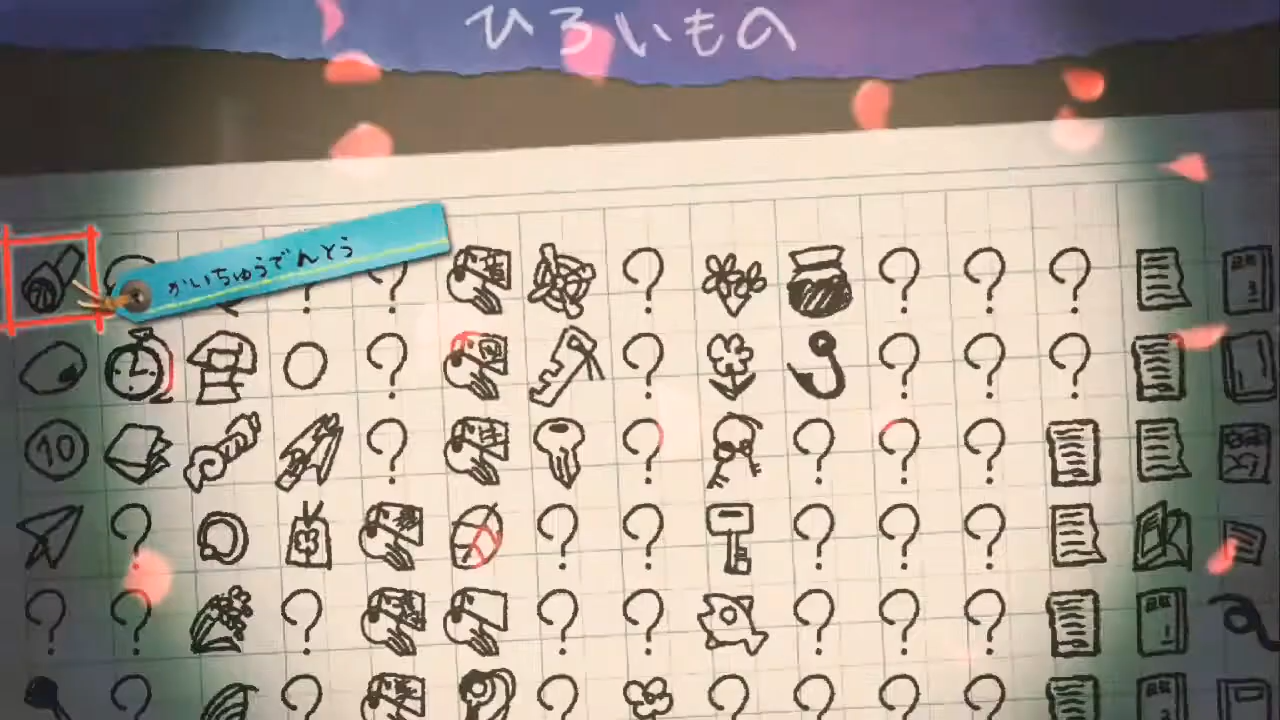 ひろいもの
かいちゅうでんとう
? ? ? ? ? ? ?
? ? ? ? ?
10 ? ? ? ?
? ? ? ? ? ?
? ? ? ? ? ? ? ?
? ? ? ? ? ? ?